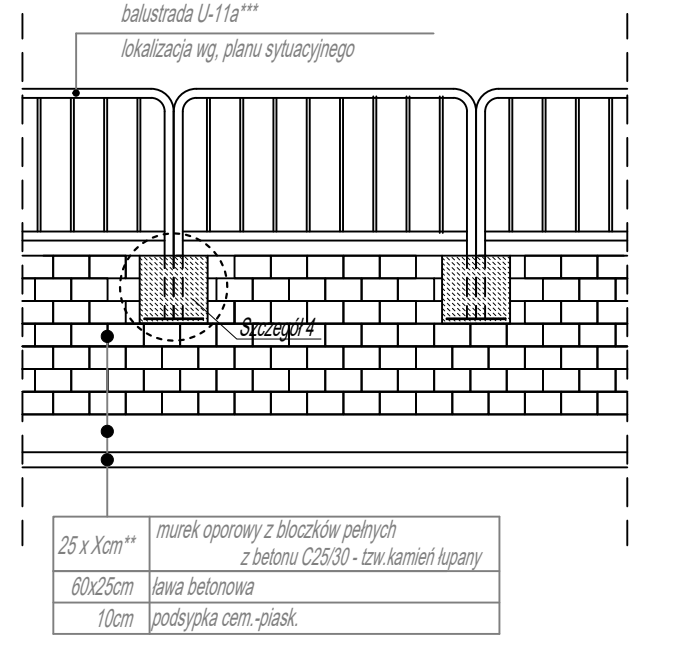 balustrada U-11a***
lokalizacja wg, planu sytuacyjnego
Szczegół 4
25 x Xcm** murek oporowy z bloczków pełnych
z betonu C25/30 - tzw.kamień łupany
60x25cm ława betonowa
10cm podsypka cem.-piask.